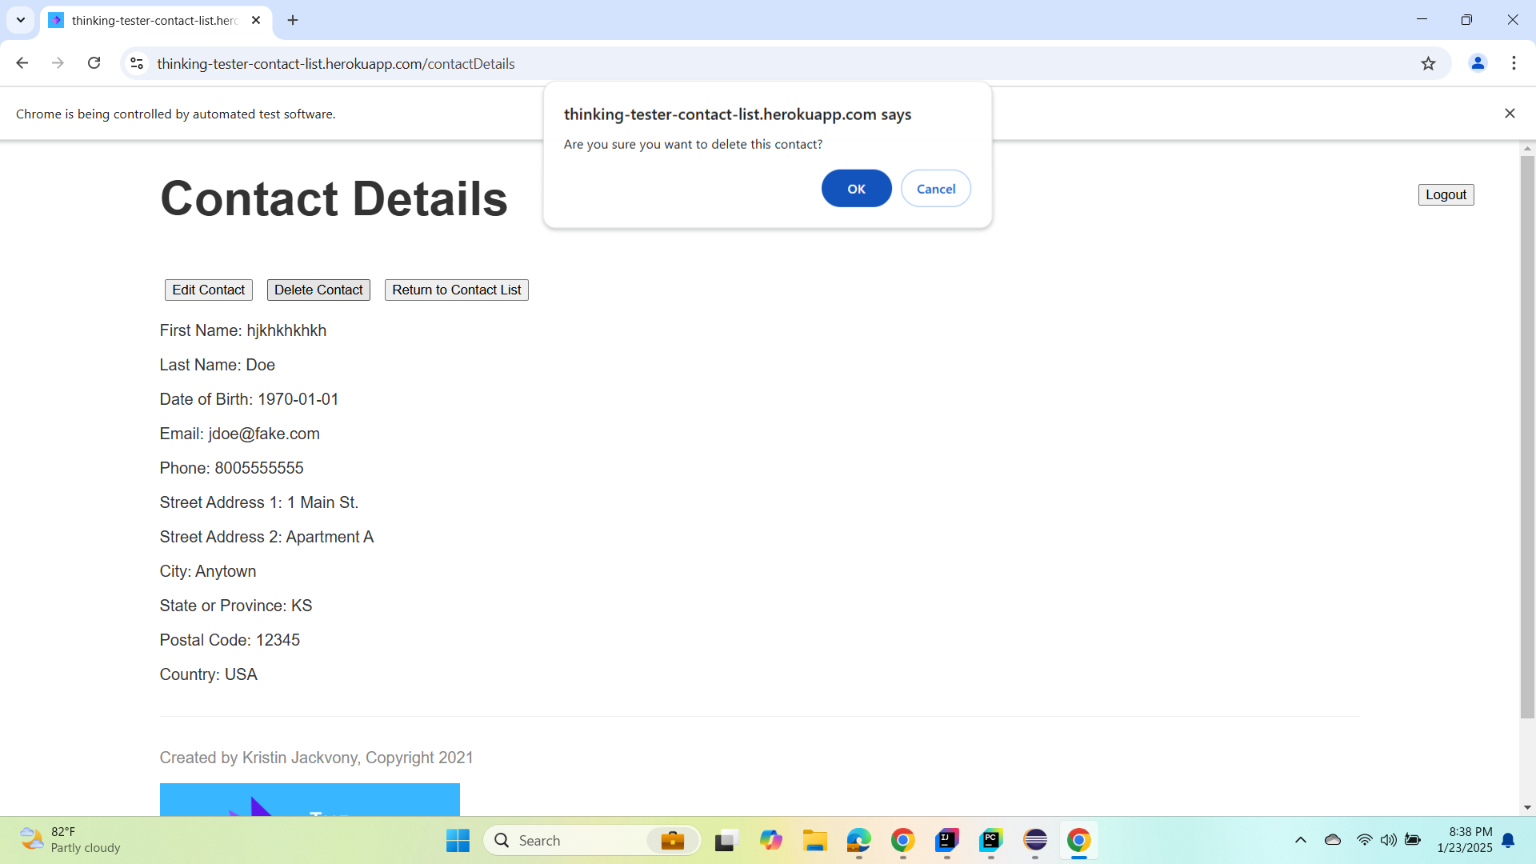 thinking-tester-contact-list.herc
thinking-tester-contact-list.herokuapp.com/contactDetails
Chrome is being controlled by automated test software.
thinking-tester-contact-list.herokuapp.com says
Are you sure you want to delete this contact?
OK
Cancel
Contact Details
Logout
Edit Contact
Delete Contact
Return to Contact List
First Name: hjkhkhkhkh
Last Name: Doe
Date of Birth: 1970-01-01
Email: jdoe@fake.com
Phone: 8005555555
Street Address 1: 1 Main St.
Street Address 2: Apartment A
City: Anytown
State or Province: KS
Postal Code: 12345
Country: USA
Created by Kristin Jackvony, Copyright 2021
82°F
Partly cloudy
Search
IJ
PC
8:38 PM
1/23/2025